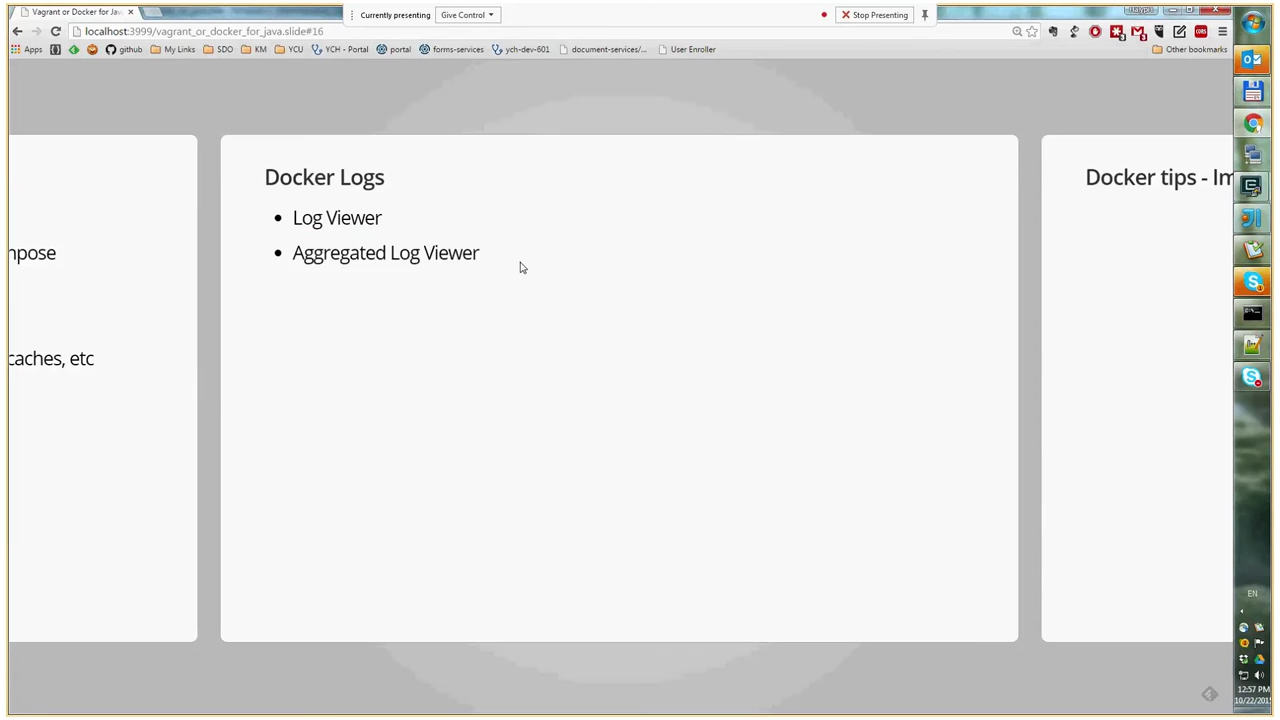 Vagrant or Docker for Jav
Currently presenting
Give Control
Stop Presenting
localhost:3999/vagrant_or_docker_for_java.slide#16
Apps
github
My Links
SDO
KM
YCU
YCH - Portal
portal
forms-services
ych-dev-601
document-services/...
User Enroller
Other bookmarks
mpose
caches, etc
Docker Logs
• Log Viewer
• Aggregated Log Viewer
Docker tips - Im
EN
12:57 PM
10/22/201